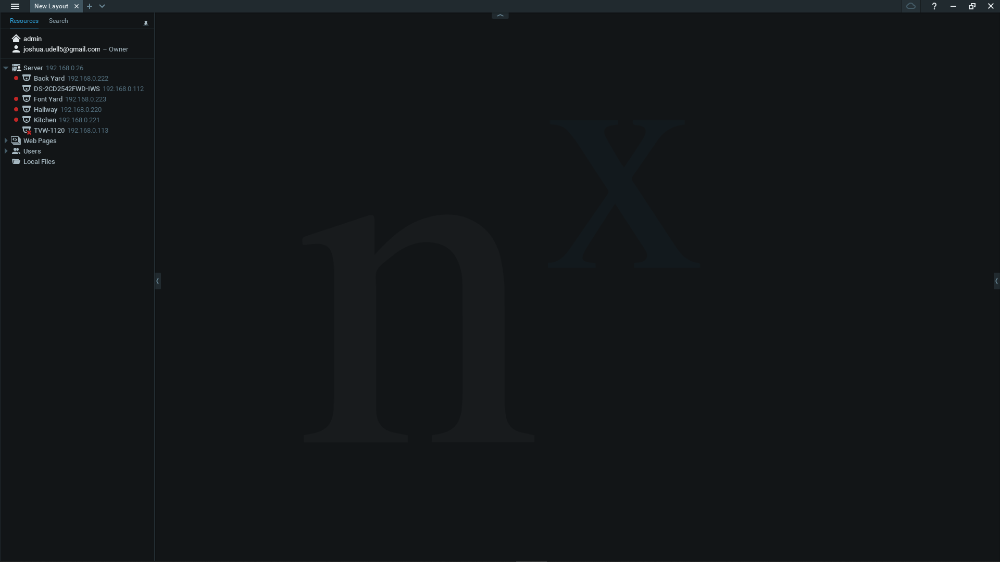 New Layout
Resources Search
admin
joshua.udell5@gmail.com – Owner
Server 192.168.0.26
Back Yard 192.168.0.222
DS-2CD2542FWD-IWS 192.168.0.112
Font Yard 192.168.0.223
Hallway 192.168.0.220
Kitchen 192.168.0.221
TVW-1120 192.168.0.113
Web Pages
Users
Local Files
nx